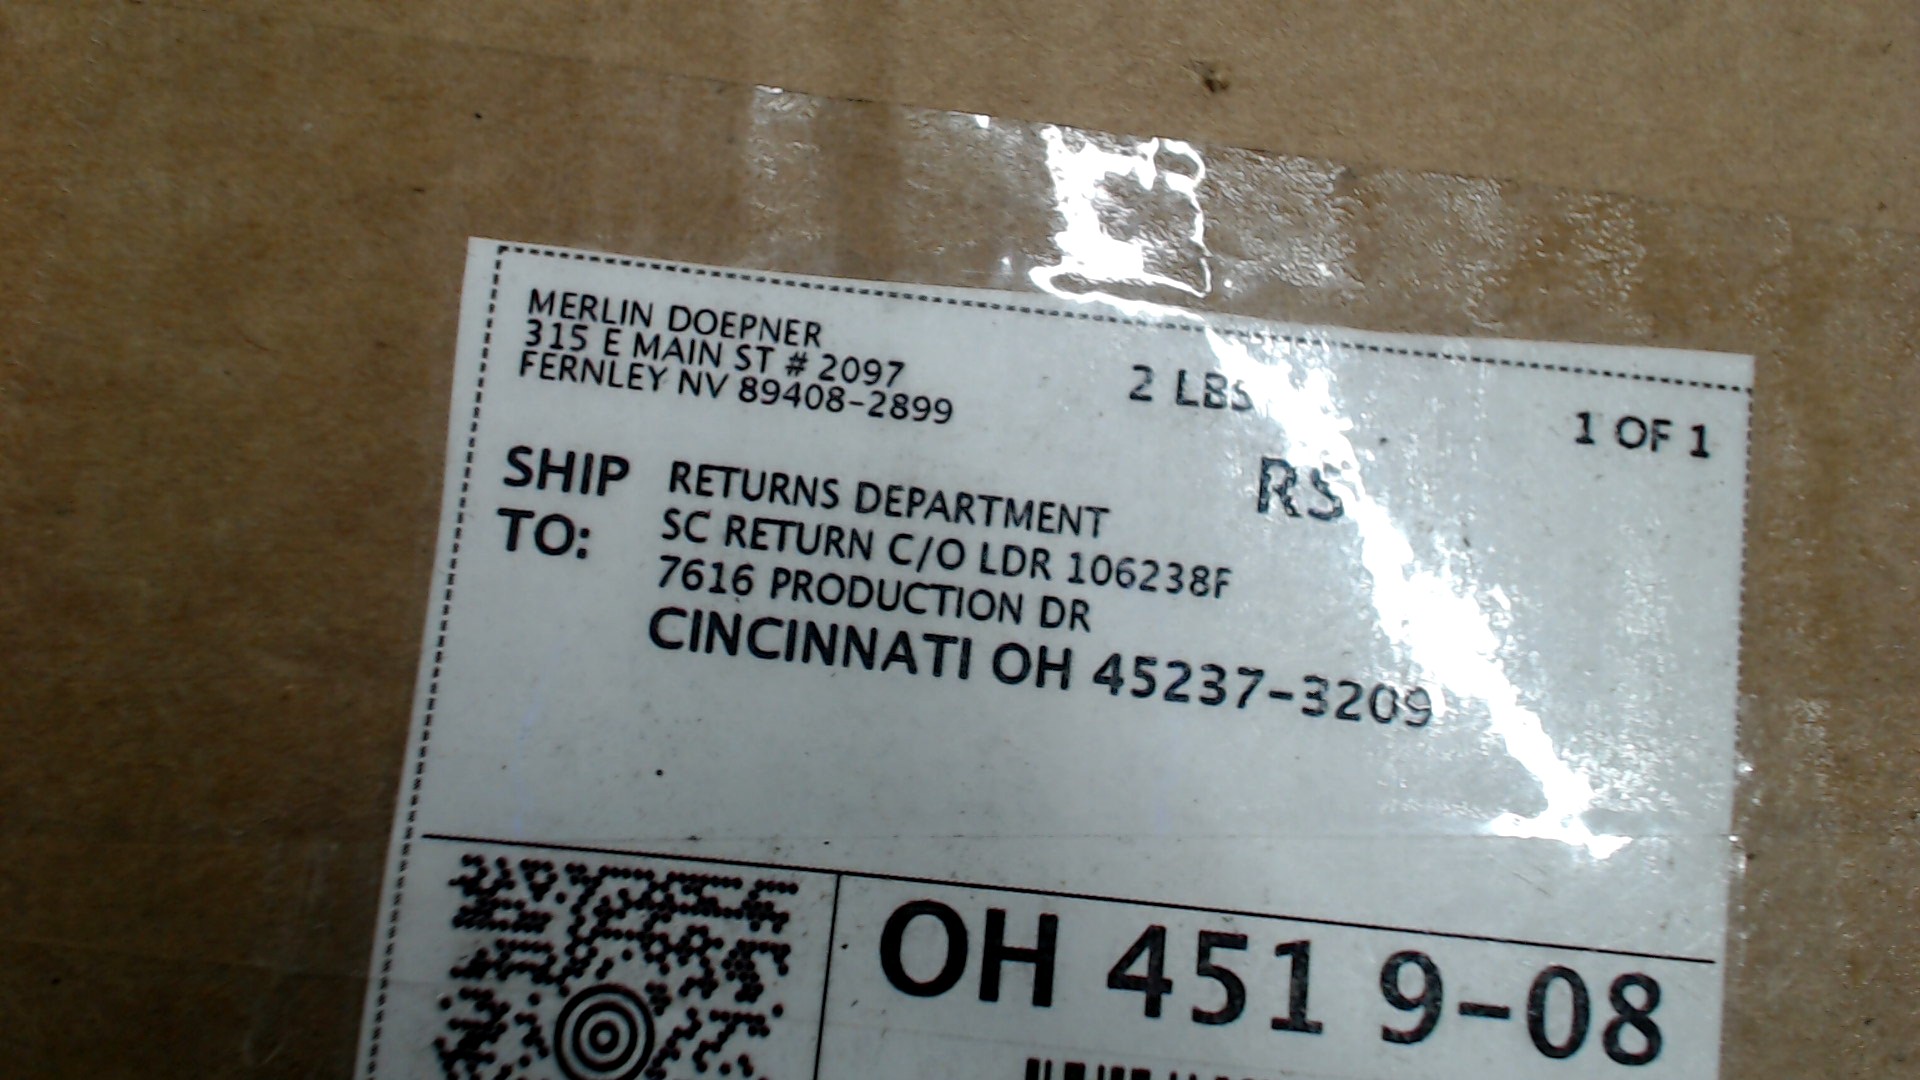 MERLIN DOEPNER
315 E MAIN ST # 2097
FERNLEY NV 89408-2899
2 LBS
1 OF 1
RS
SHIP TO:
RETURNS DEPARTMENT
SC RETURN C/O LDR 106238F
7616 PRODUCTION DR
CINCINNATI OH 45237-3209
OH 451 9-08